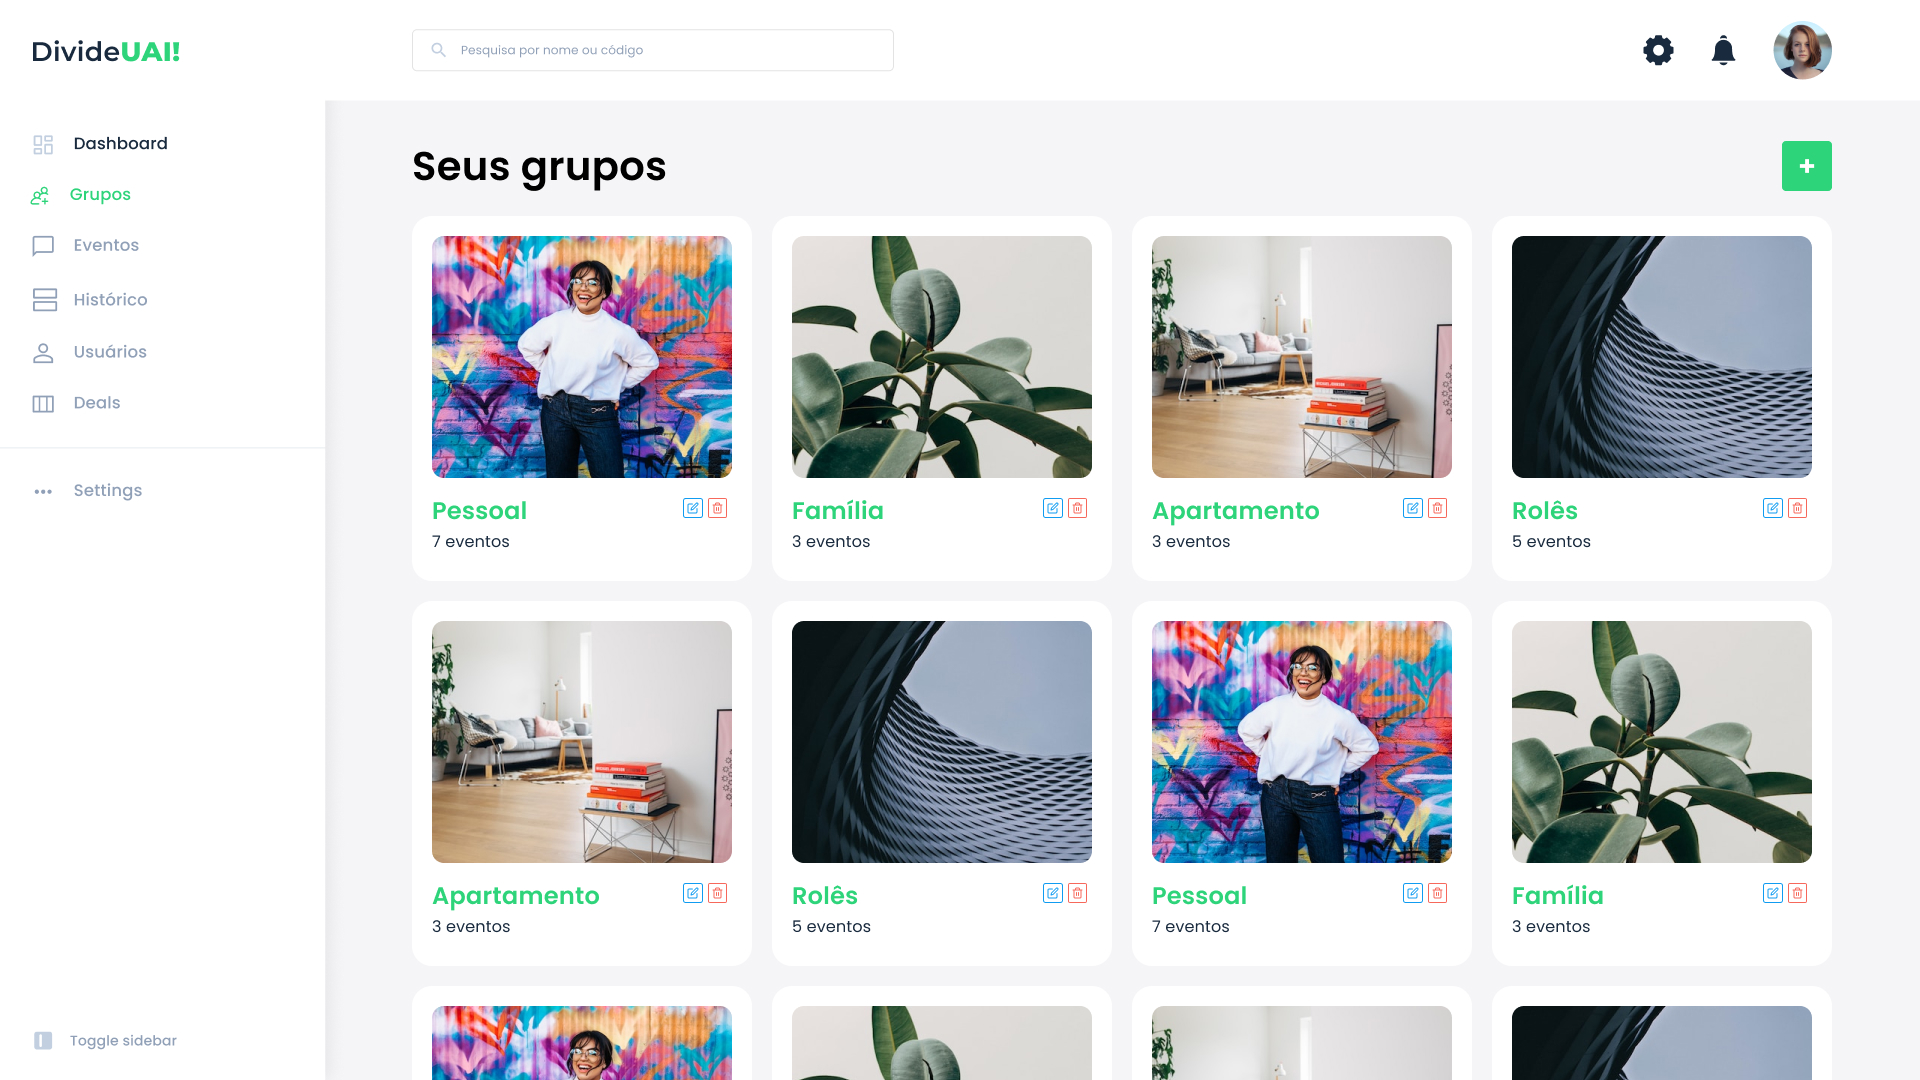 DivideUAI!
Pesquisa por nome ou código
Dashboard
Grupos
Eventos
Histórico
Usuários
Deals
Settings
Toggle sidebar
Seus grupos
+
Pessoal
7 eventos
Família
3 eventos
Apartamento
3 eventos
Rolês
5 eventos
Apartamento
3 eventos
Rolês
5 eventos
Pessoal
7 eventos
Família
3 eventos